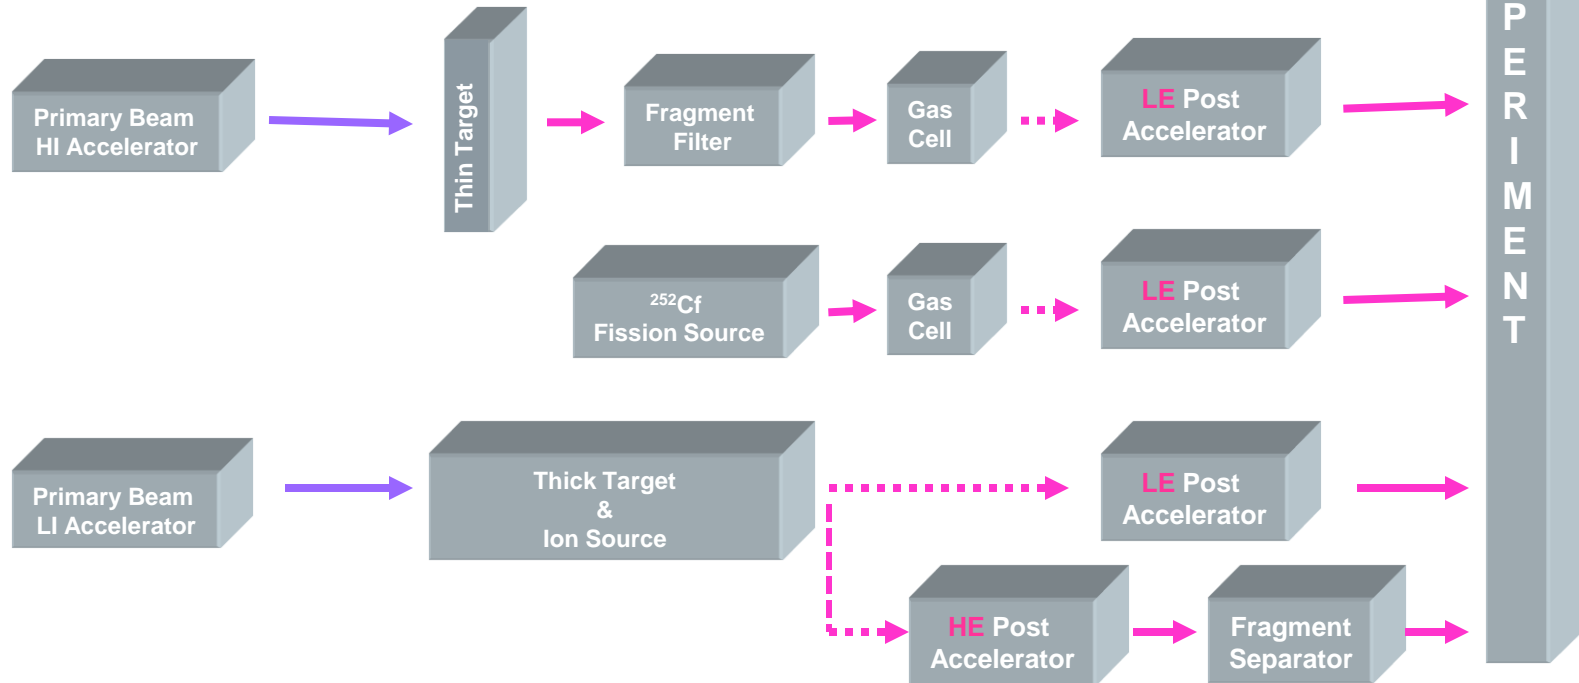 Primary Beam
HI Accelerator
Thin Target
Fragment
Filter
Gas
Cell
LE Post
Accelerator
252Cf
Fission Source
Gas
Cell
LE Post
Accelerator
Primary Beam
LI Accelerator
Thick Target
&
Ion Source
LE Post
Accelerator
HE Post
Accelerator
Fragment
Separator
P
E
R
I
M
E
N
T